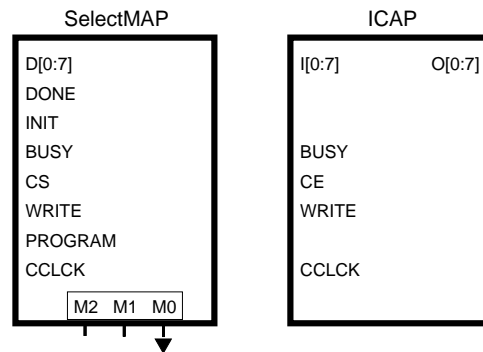 SelectMAP
D[0:7]
DONE
INIT
BUSY
CS
WRITE
PROGRAM
CCLCK
M2 M1 M0
ICAP
I[0:7] O[0:7]
BUSY
CE
WRITE
CCLCK